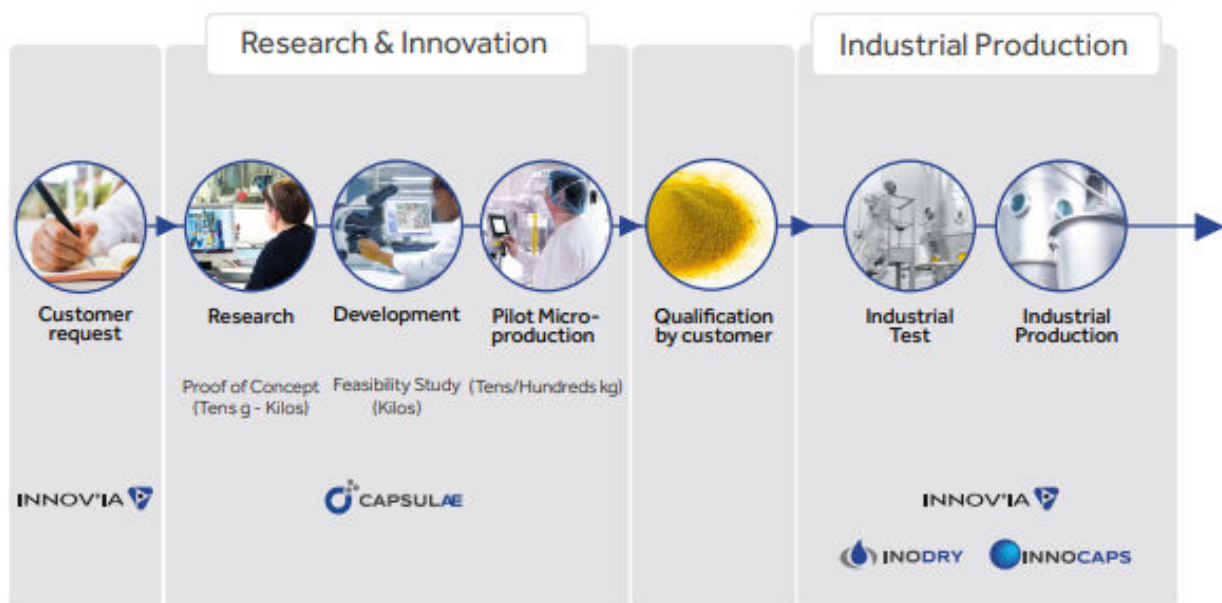 Research & Innovation
Industrial Production
Customer
request
Research
Development
Pilot Micro-
production
Qualification
by customer
Industrial
Test
Industrial
Production
Proof of Concept
(Tens g - Kilos)
Feasibility Study
(Kilos)
(Tens/Hundreds kg)
INNOV'IA
CAPSULAE
INNOV'IA
INODRY
INNOCAPS